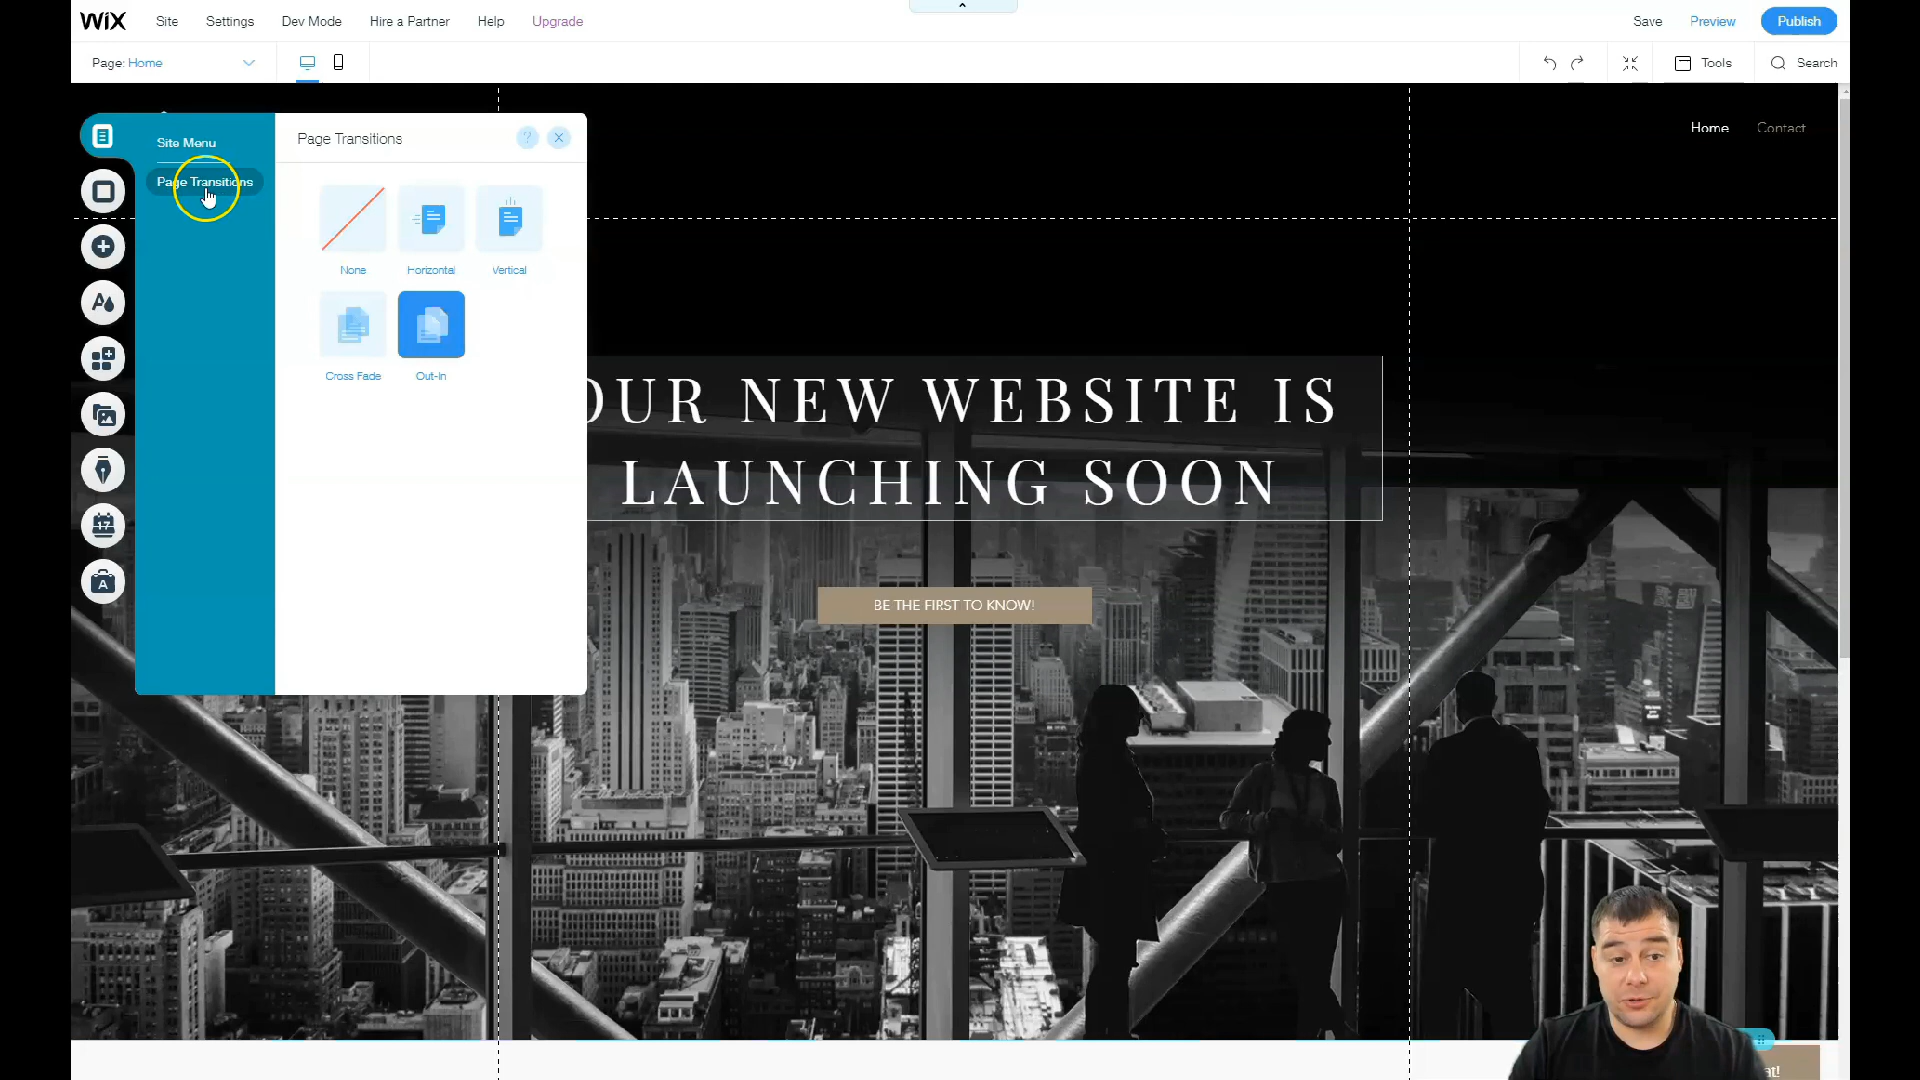 WiX Site Settings Dev Mode Hire a Partner Help Upgrade Save Preview Publish
Page: Home Tools Search
Home Contact
Site Menu
Page Transitions
Page Transitions
?
None Horizontal Vertical
Cross Fade Out-In
OUR NEW WEBSITE IS
LAUNCHING SOON
BE THE FIRST TO KNOW!
17
A